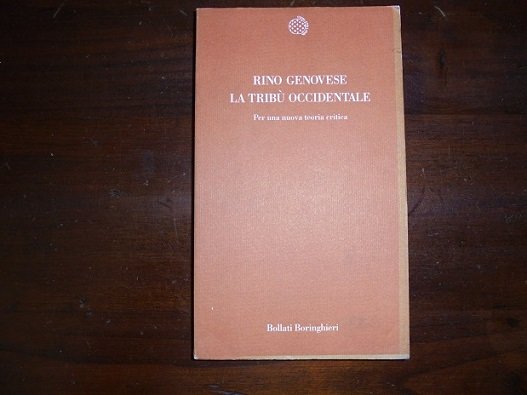 RINO GENOVESE
LA TRIBÙ OCCIDENTALE
Per una nuova teoria critica
Bollati Boringhieri